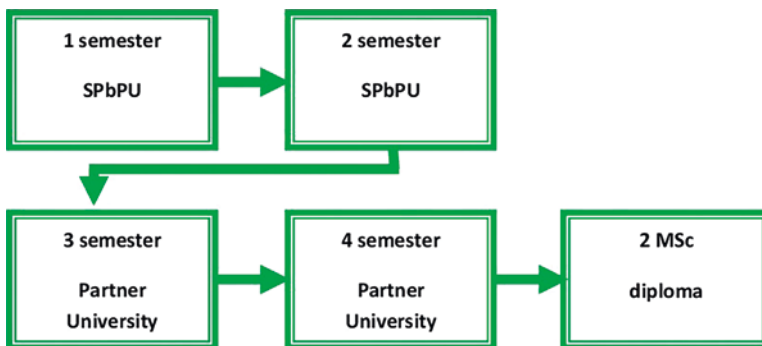 1 semester
SPbPU
2 semester
SPbPU
3 semester
Partner
University
4 semester
Partner
University
2 MSc
diploma